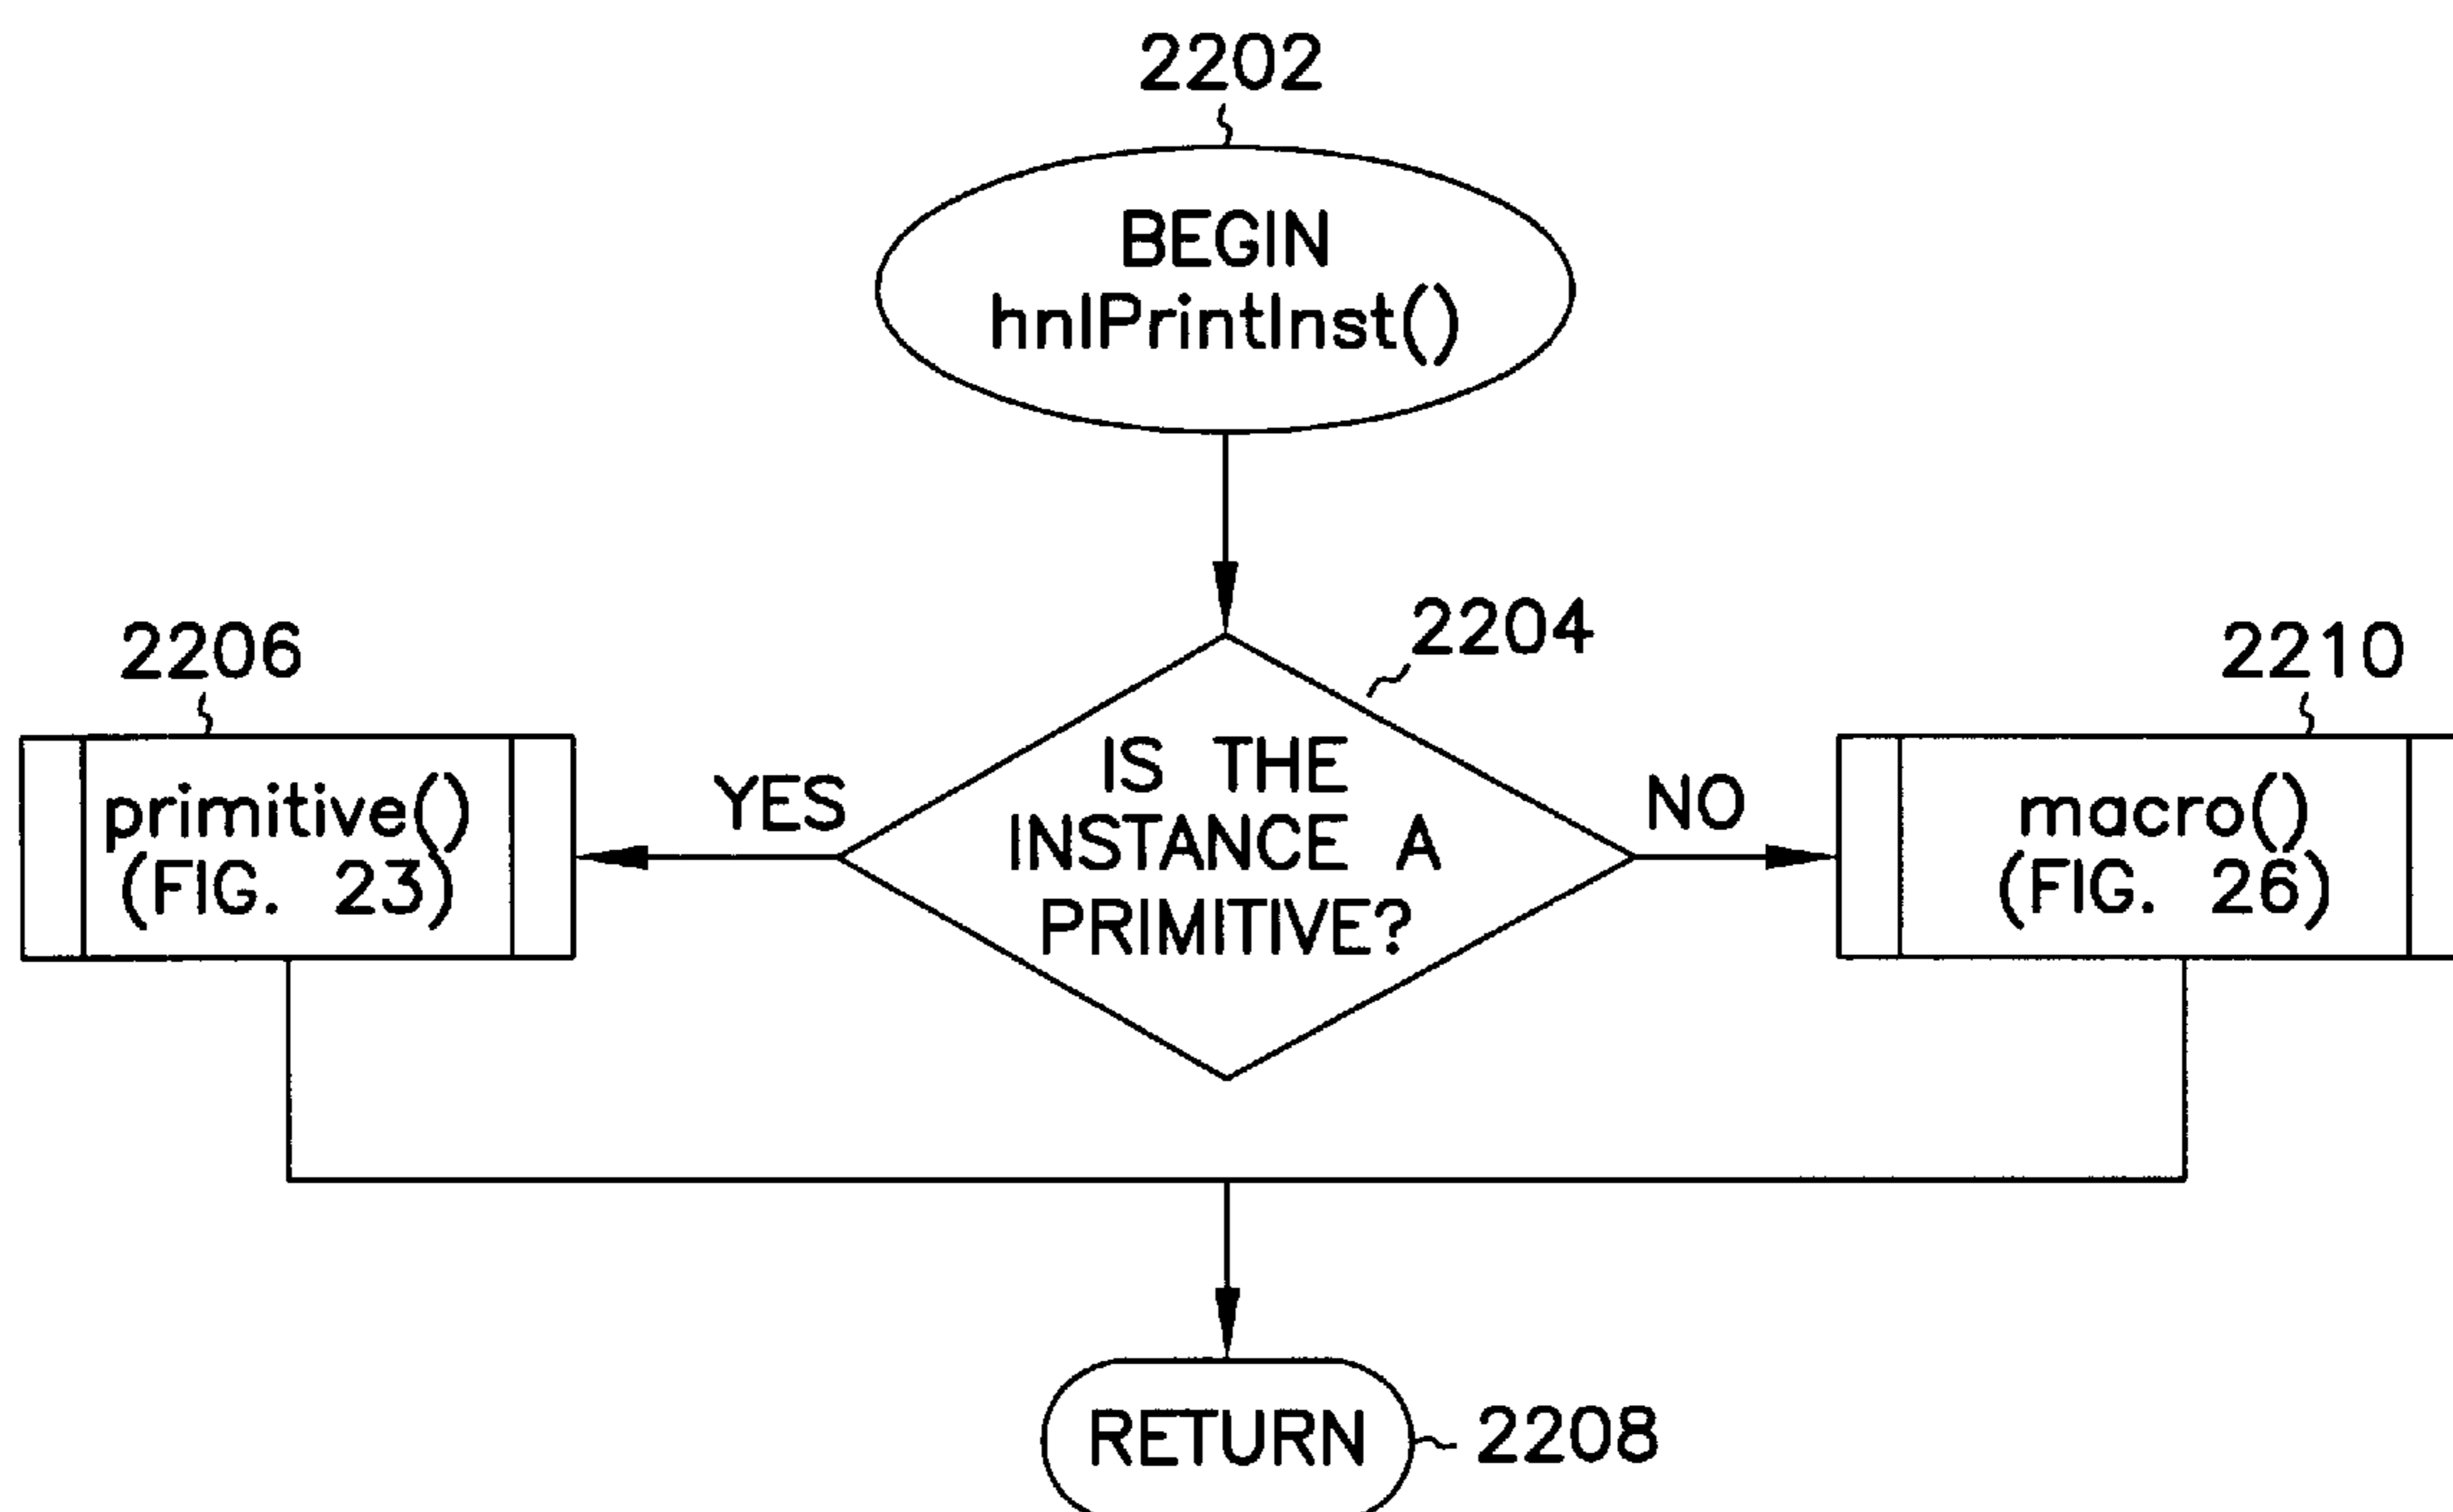 2202
BEGIN
hnlPrintInst()
2204
2206
2210
IS THE
INSTANCE A
PRIMITIVE?
YES
NO
primitive()
(FIG. 23)
macro()
(FIG. 26)
RETURN
2208